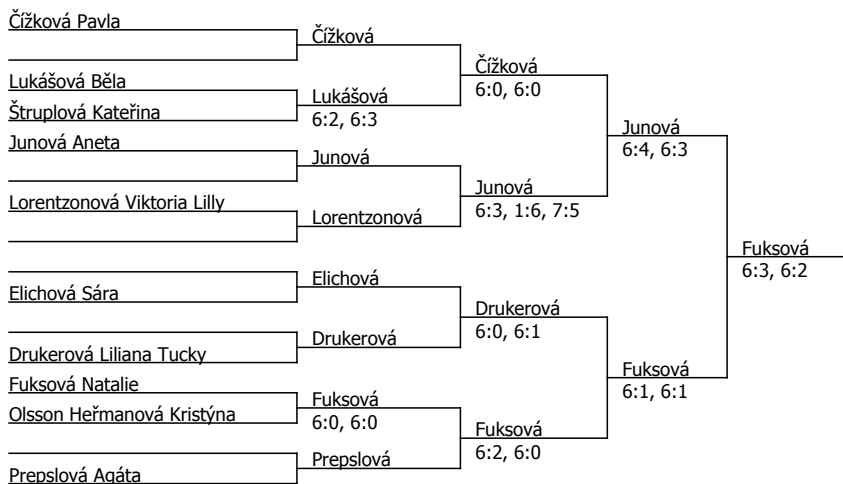 Čížková Pavla
Čížková
Čížková
6:0, 6:0
Lukášová Běla
Lukášová
6:2, 6:3
Štruplová Kateřina
Junová
6:4, 6:3
Junová Aneta
Junová
Junová
6:3, 1:6, 7:5
Lorentzonová Viktoria Lilly
Lorentzonová
Fuksová
6:3, 6:2
Elichová
Elichová Sára
Drukerová
6:0, 6:1
Drukerová
Drukerová Liliana Tucky
Fuksová
6:1, 6:1
Fuksová Natalie
Fuksová
6:0, 6:0
Olsson Heřmanová Kristýna
Fuksová
6:2, 6:0
Prepslová
Prepslová Agáta